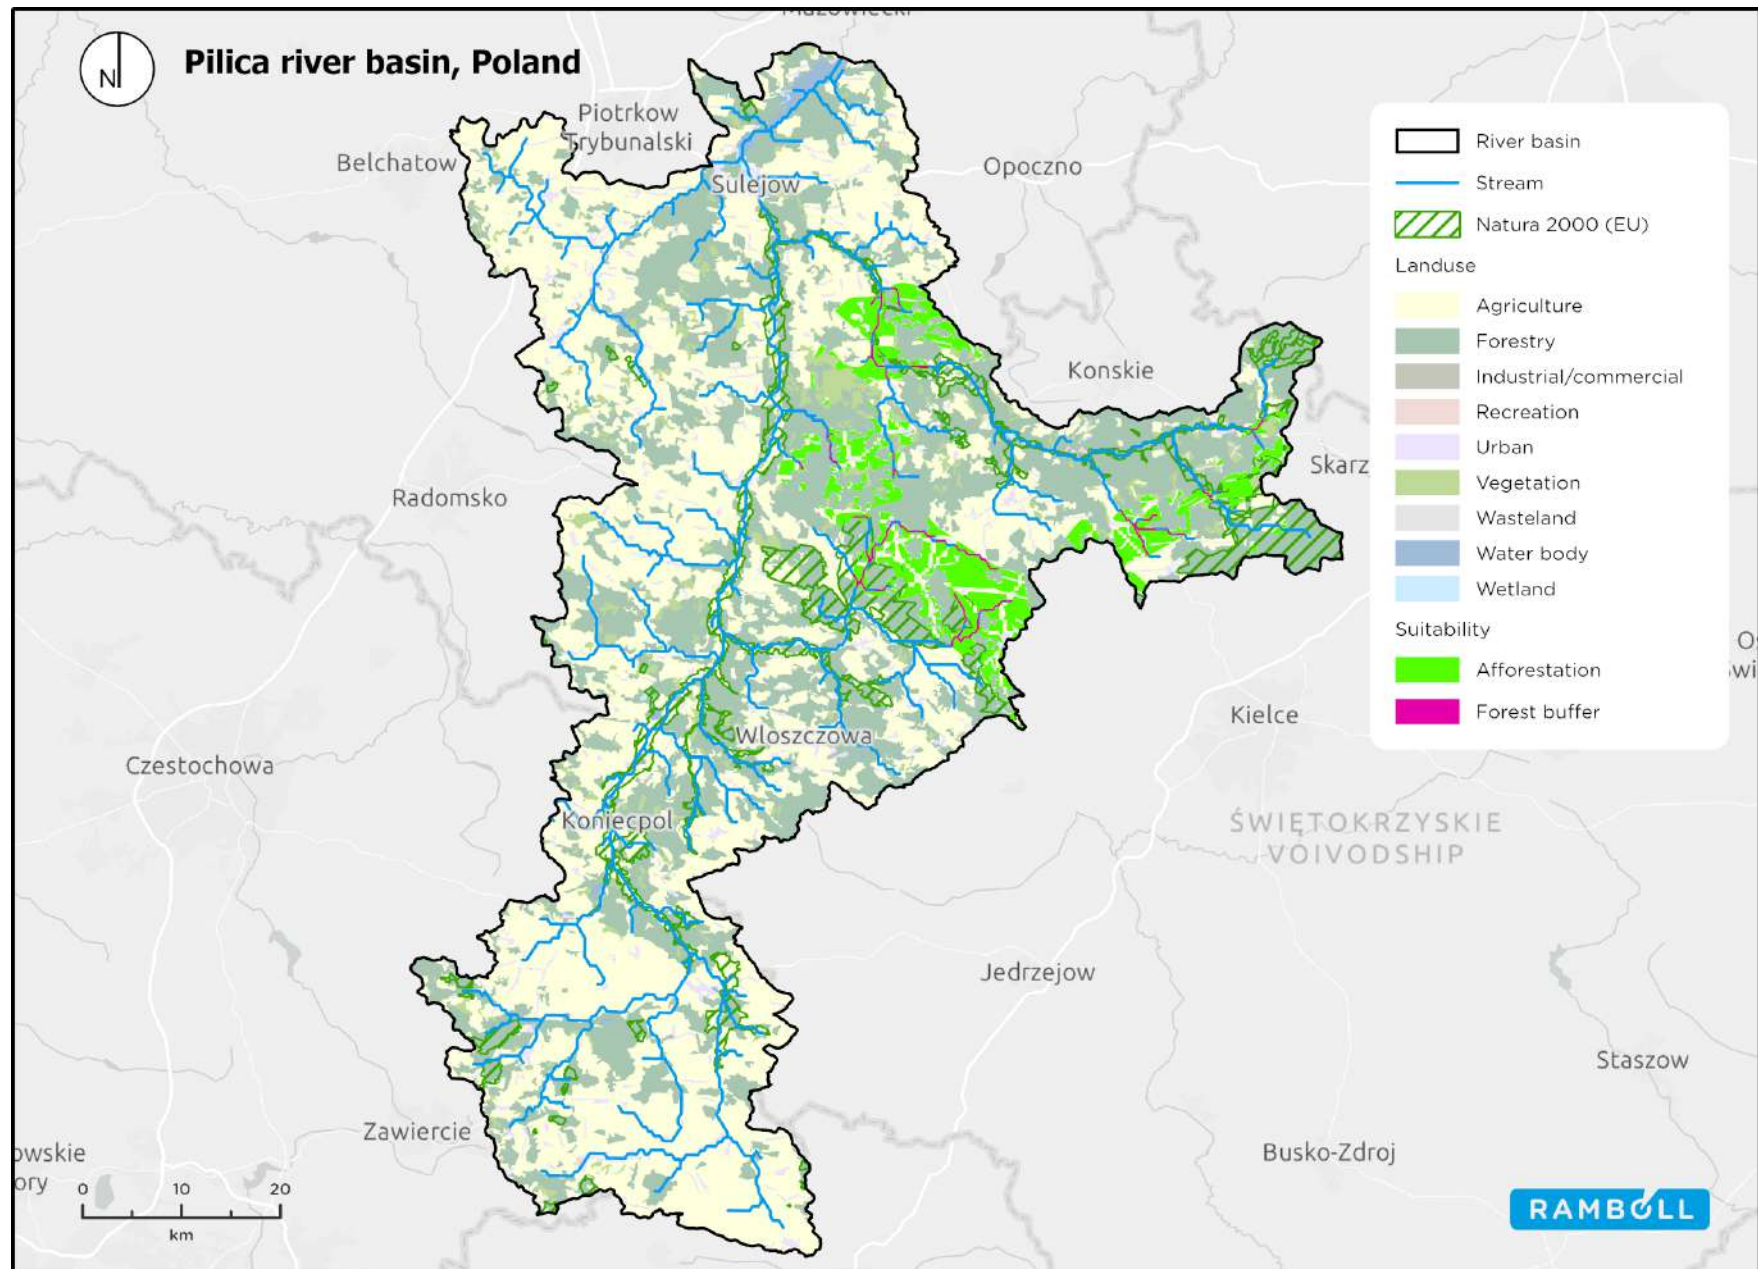 Mazowiecki
Pilica river basin, Poland
N
Piotrkow
Trybunalski
Belchatow
Opoczno
Sulejow
Konskie
Skarz
Radomsko
Kielce
Wloszczowa
Czestochowa
Koniecpol
ŚWIĘTOKRZYSKIE
VOIVODSHIP
Jedrzejow
Staszow
Zawiercie
Busko-Zdroj
owskie
ory
0 10 20
km
River basin
Stream
Natura 2000 (EU)
Landuse
Agriculture
Forestry
Industrial/commercial
Recreation
Urban
Vegetation
Wasteland
Water body
Wetland
Suitability
Afforestation
Forest buffer
RAMBOLL